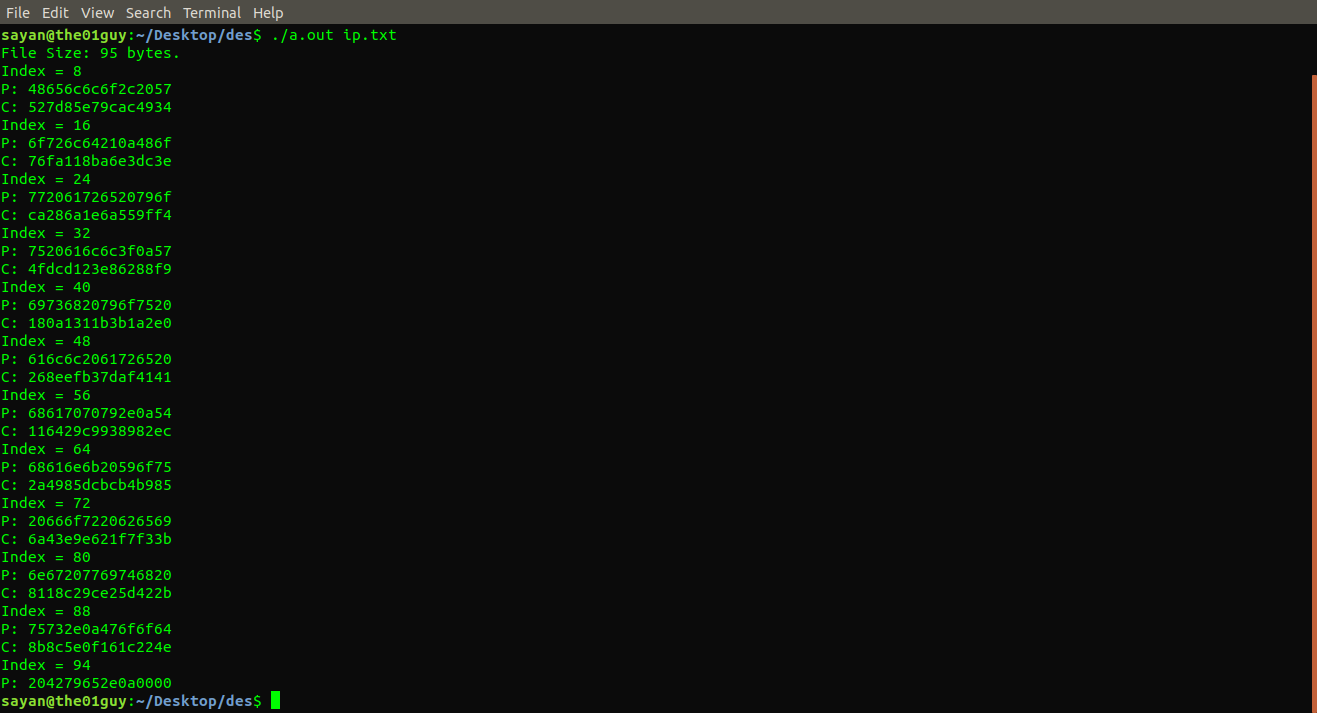 File Edit View Search Terminal Help
sayan@the01guy:~/Desktop/des$ ./a.out ip.txt
File Size: 95 bytes.
Index = 8
P: 48656c6c6f2c2057
C: 527d85e79cac4934
Index = 16
P: 6f726c64210a486f
C: 76fa118ba6e3dc3e
Index = 24
P: 772061726520796f
C: ca286a1e6a559ff4
Index = 32
P: 7520616c6c3f0a57
C: 4fdcd123e86288f9
Index = 40
P: 69736820796f7520
C: 180a1311b3b1a2e0
Index = 48
P: 616c6c2061726520
C: 268eefb37daf4141
Index = 56
P: 68617070792e0a54
C: 116429c9938982ec
Index = 64
P: 68616e6b20596f75
C: 2a4985dcbcb4b985
Index = 72
P: 20666f7220626569
C: 6a43e9e621f7f33b
Index = 80
P: 6e67207769746820
C: 8118c29ce25d422b
Index = 88
P: 75732e0a476f6f64
C: 8b8c5e0f161c224e
Index = 94
P: 204279652e0a0000
sayan@the01guy:~/Desktop/des$